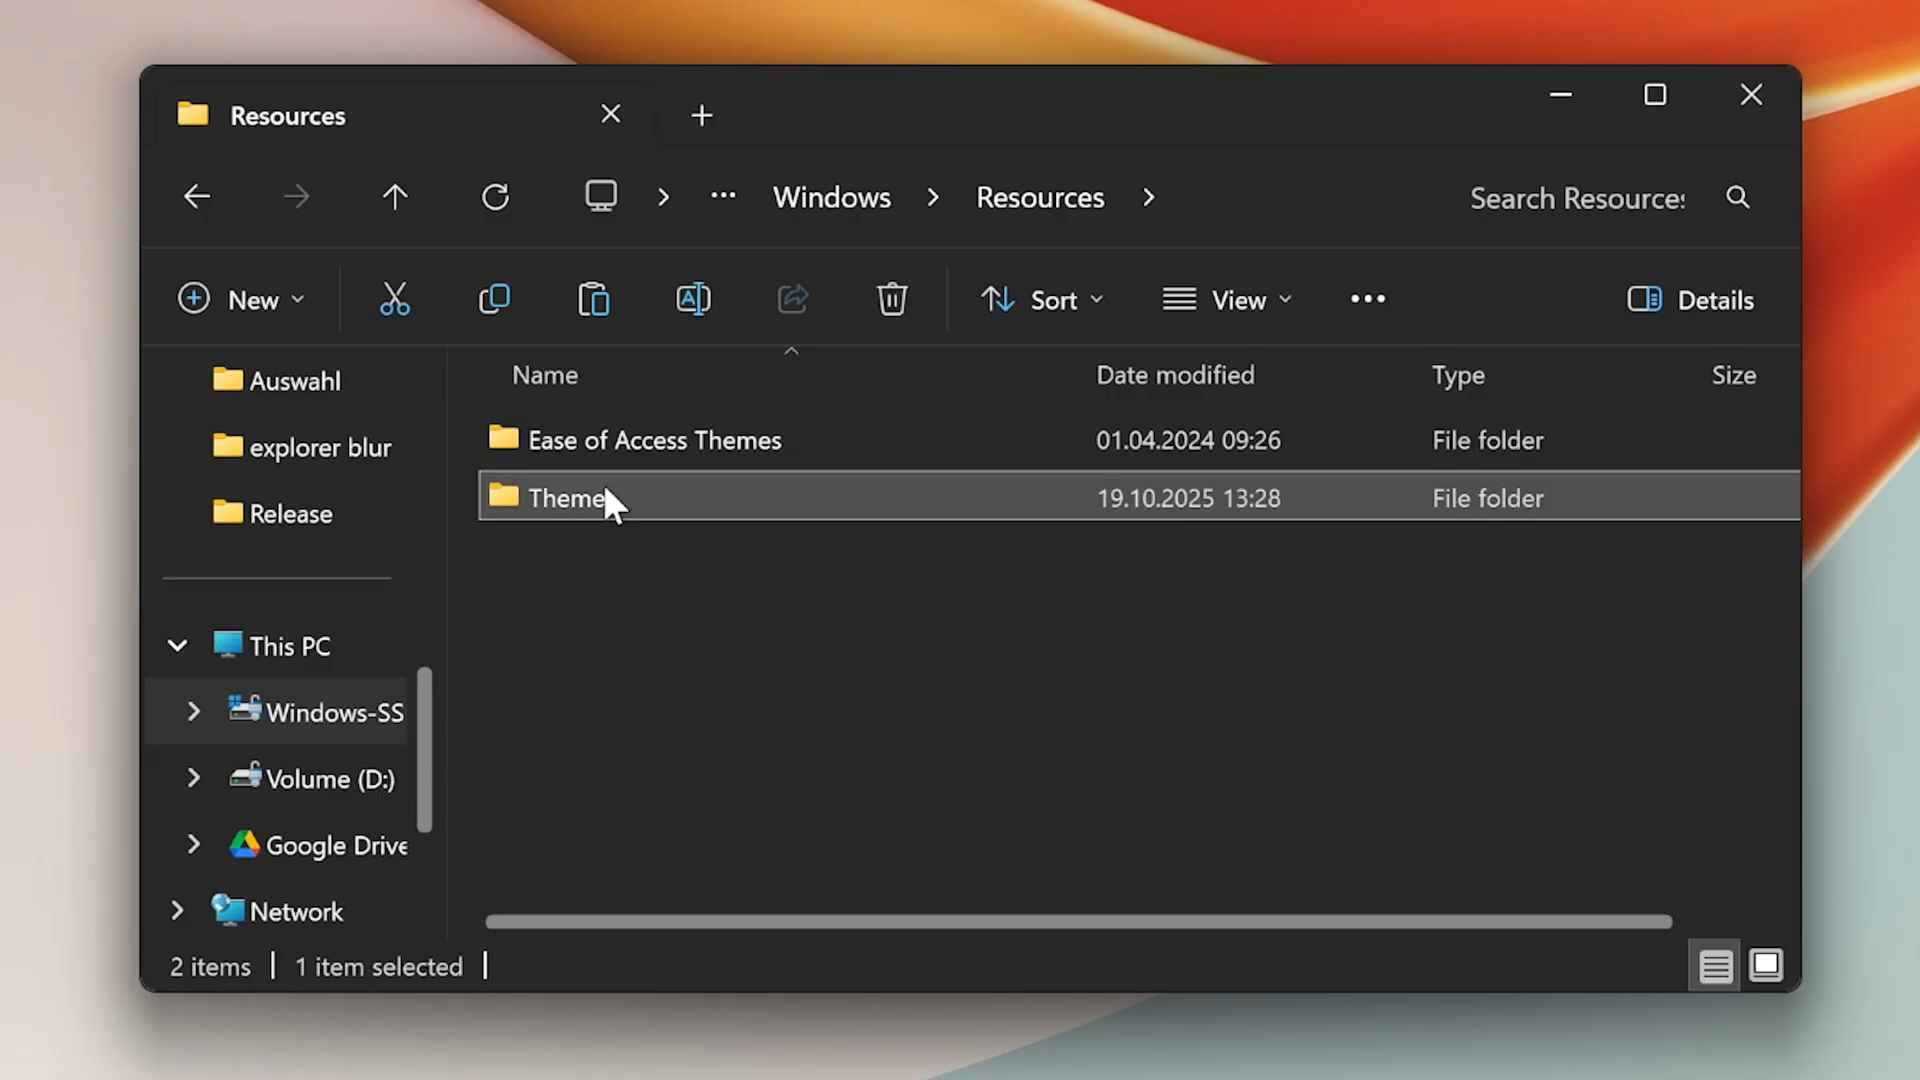 Resources
Windows
Resources
Search Resources
New
Sort
View
Details
Auswahl
explorer blur
Release
This PC
Windows-SS
Volume (D:)
Google Drive
Network
Name
Date modified
Type
Size
Ease of Access Themes
01.04.2024 09:26
File folder
Theme
19.10.2025 13:28
File folder
2 items
1 item selected